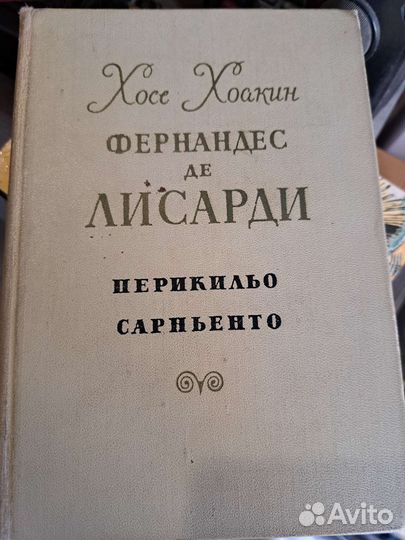 Хосе Хоакин
ФЕРНАНДЕС
ДЕ
ЛИСАРДИ
ПЕРИКИЛЬО
САРНЬЕНТО
Avito